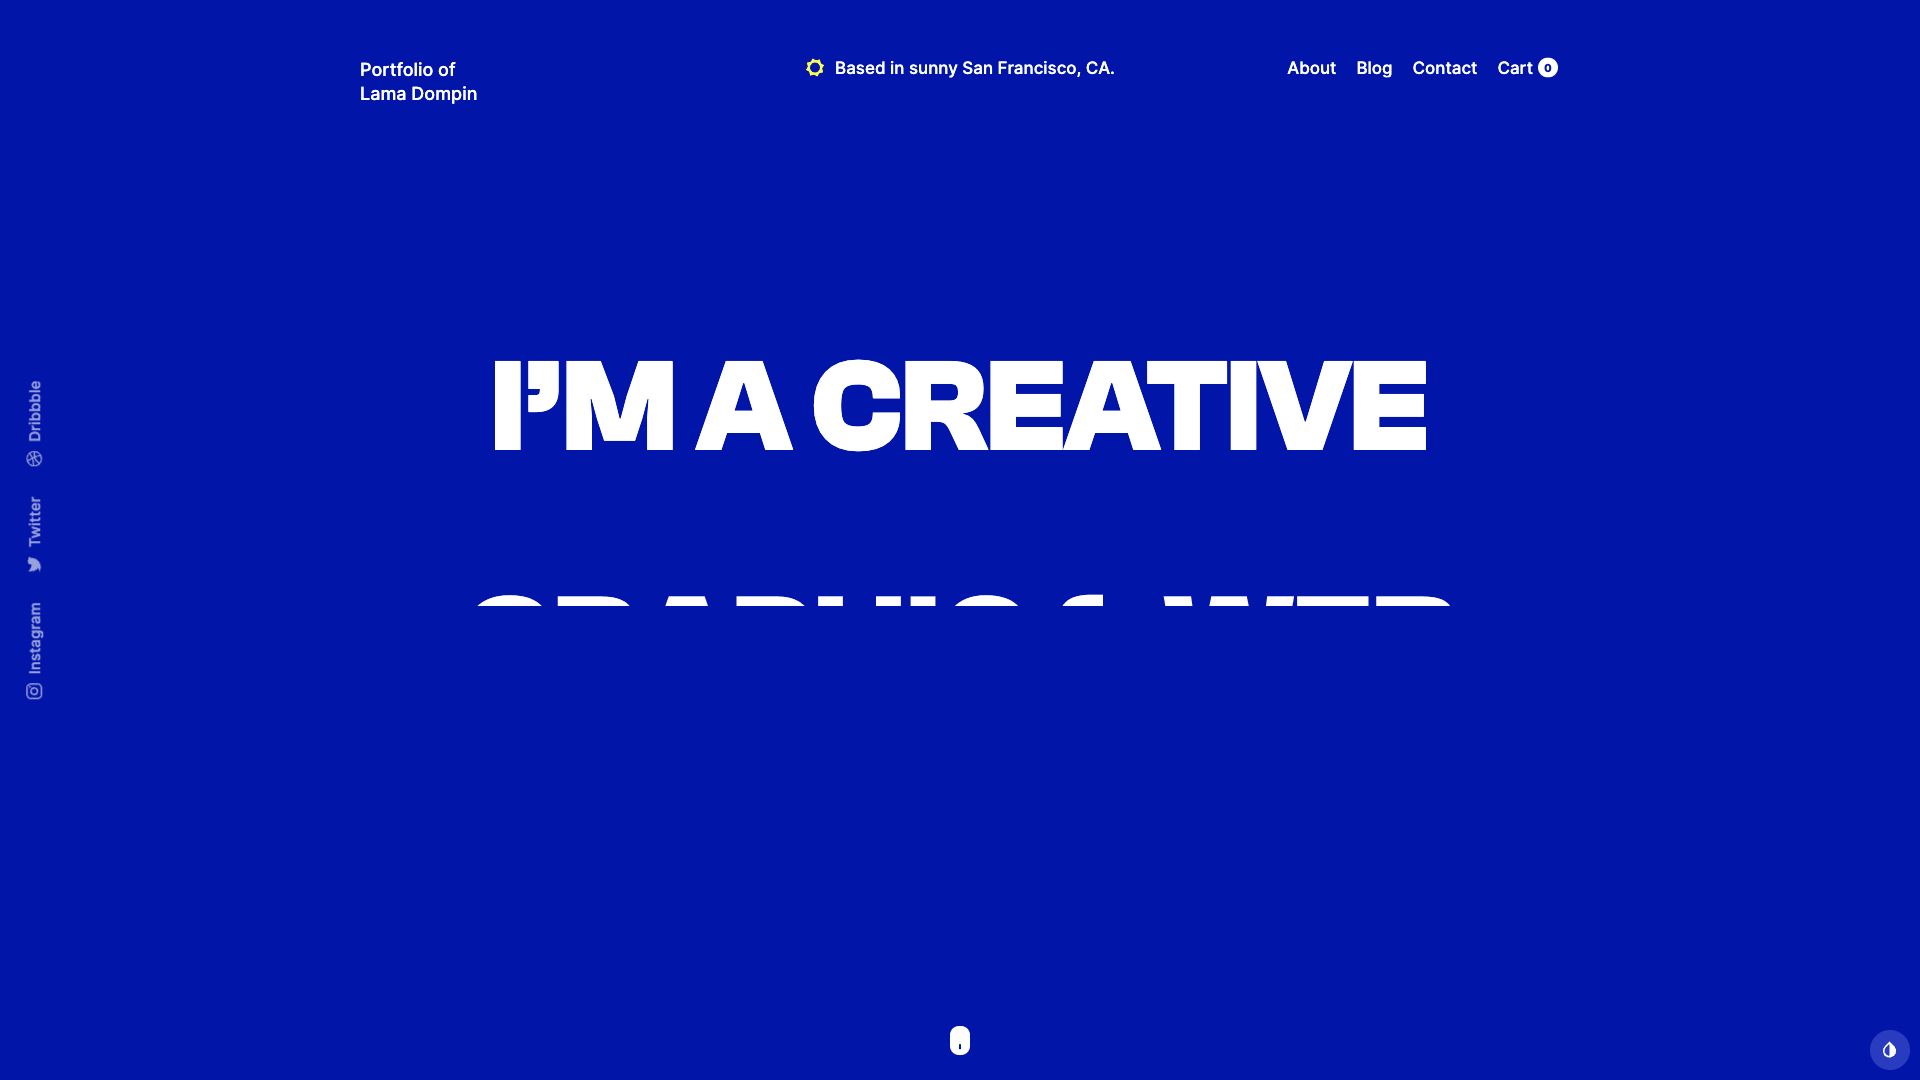 Portfolio of
Lama Dompin
Based in sunny San Francisco, CA.
About Blog Contact Cart 0
I’M A CREATIVE
Dribbble
Twitter
Instagram